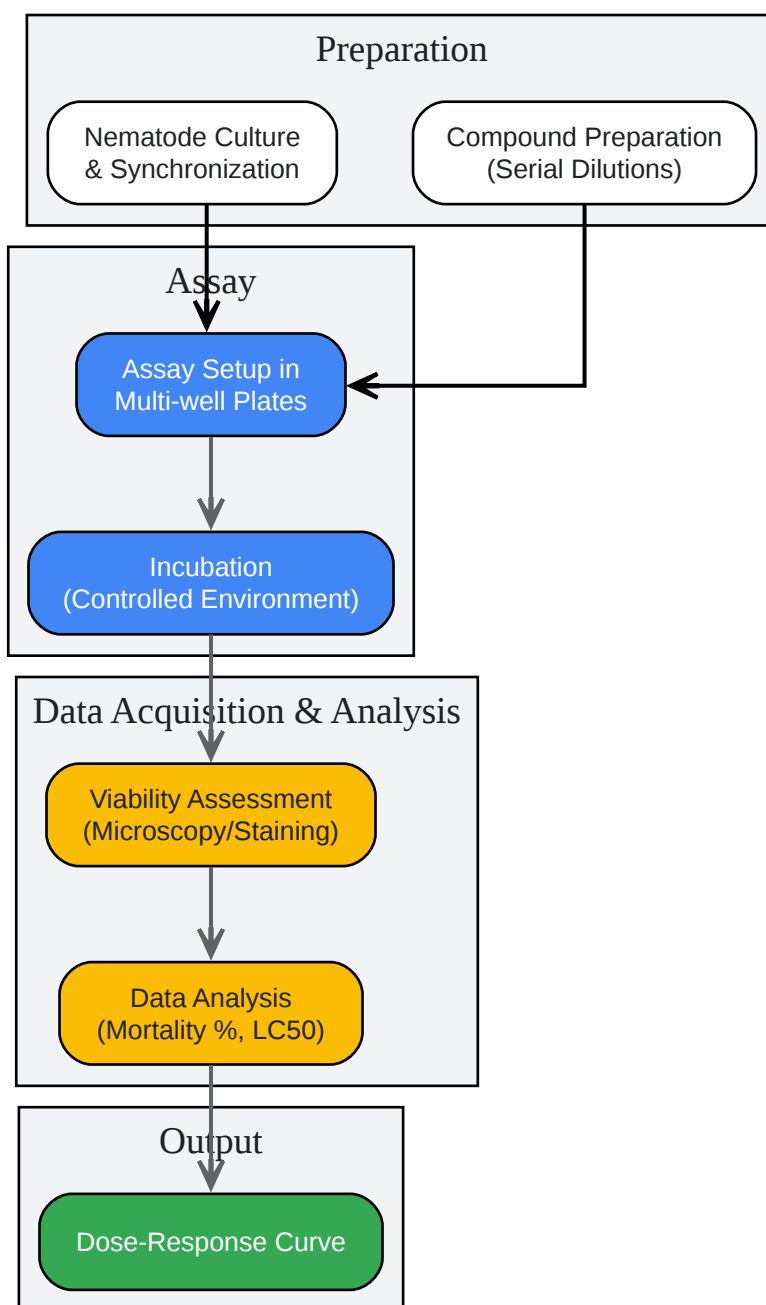 Preparation
Nematode Culture
& Synchronization
Compound Preparation
(Serial Dilutions)
Assay
Assay Setup in
Multi-well Plates
Incubation
(Controlled Environment)
Data Acquisition & Analysis
Viability Assessment
(Microscopy/Staining)
Data Analysis
(Mortality %, LC50)
Output
Dose-Response Curve